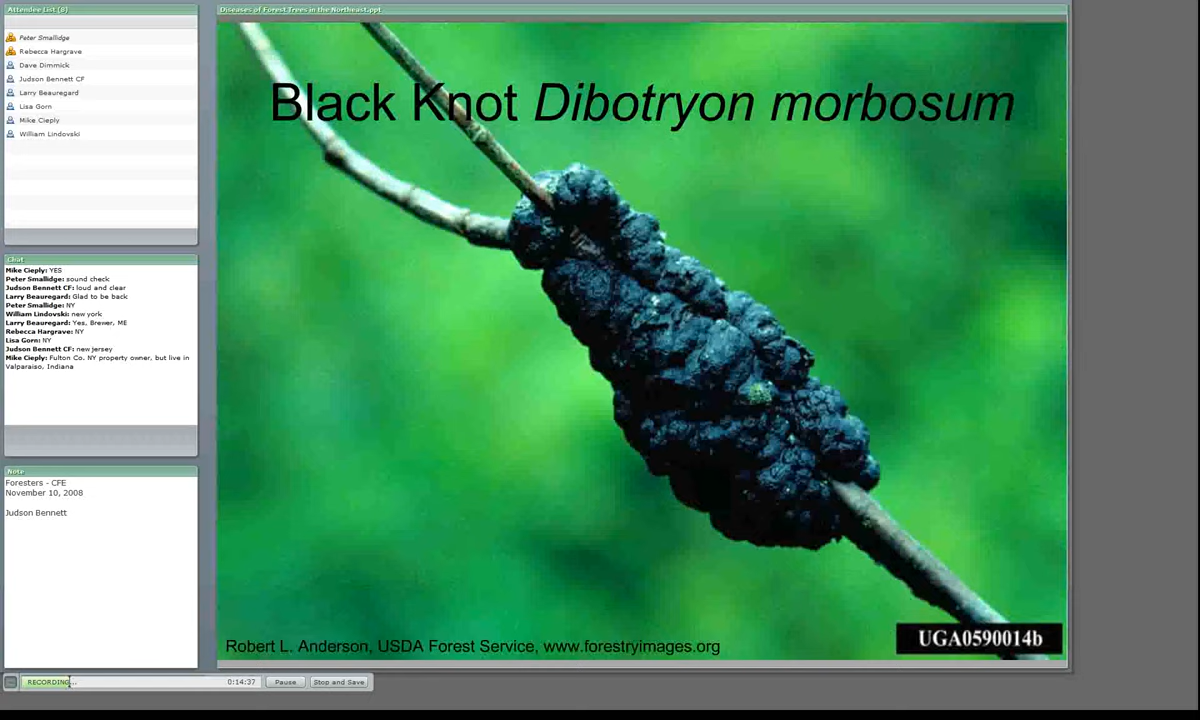 Attendee List (8)
Peter Smallidge
Rebecca Hargrave
Dave Dimmick
Judson Bennett CF
Larry Beauregard
Lisa Gorn
Mike Cieply
William Lindovski
Chat
Mike Cieply: YES
Peter Smallidge: sound check
Judson Bennett CF: loud and clear
Larry Beauregard: Glad to be back
Peter Smallidge: NY
William Lindovski: new york
Larry Beauregard: Yes, Brewer, ME
Rebecca Hargrave: NY
Lisa Gorn: NY
Judson Bennett CF: new jersey
Mike Cieply: Fulton Co. NY property owner, but live in
Valparaiso, Indiana
Note
Foresters - CFE
November 10, 2008
Judson Bennett
Diseases of Forest Trees in the Northeast.ppt
Black Knot Dibotryon morbosum
Robert L. Anderson, USDA Forest Service, www.forestryimages.org
UGA0590014b
RECORDING... 0:14:37 Pause Stop and Save